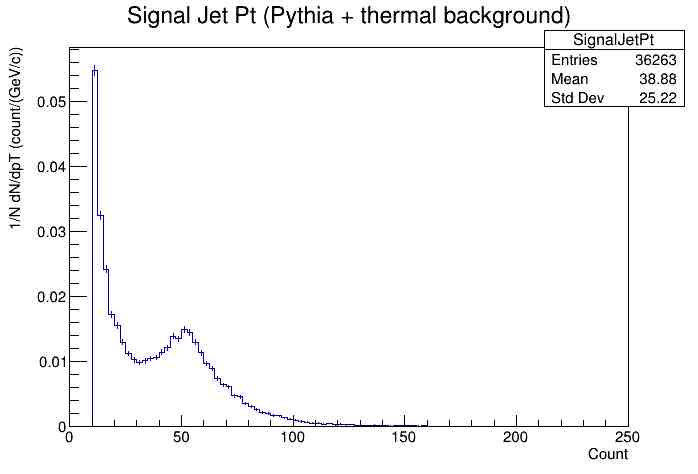 Signal Jet Pt (Pythia + thermal background)
SignalJetPt
Entries 36263
Mean 38.88
Std Dev 25.22
1/N dN/dpT (count/(GeV/c))
0.05
0.04
0.03
0.02
0.01
0
0 50 100 150 200 250
Count